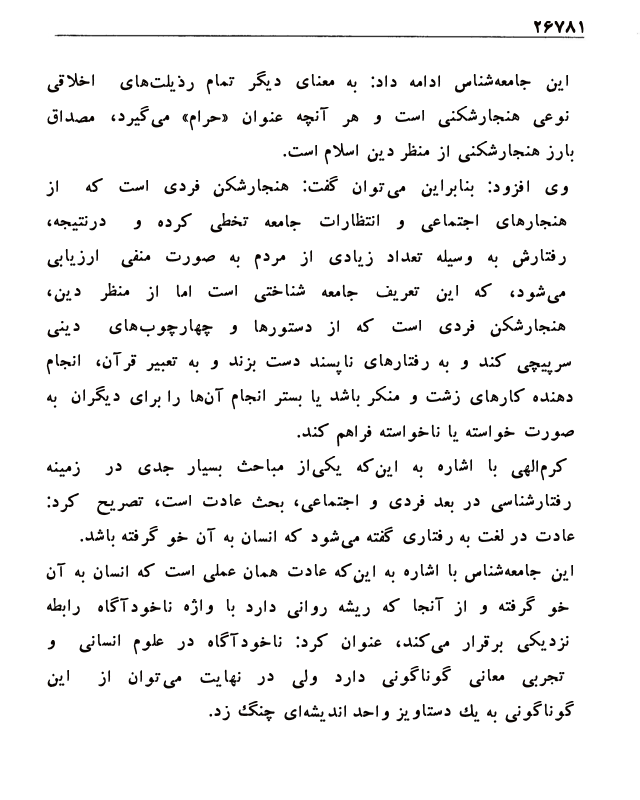 ۲۶۷۸۱
این جامعه‌شناس ادامه داد: به معنای دیگر تمام رذیلت‌های اخلاقی
نوعی هنجارشکنی است و هر آنچه عنوان «حرام» می‌گیرد، مصداق
بارز هنجارشکنی از منظر دین اسلام است.
وی افزود: بنابراین می‌توان گفت: هنجارشکن فردی است که از
هنجارهای اجتماعی و انتظارات جامعه تخطی کرده و درنتیجه،
رفتارش به وسیله تعداد زیادی از مردم به صورت منفی ارزیابی
می‌شود، که این تعریف جامعه شناختی است اما از منظر دین،
هنجارشکن فردی است که از دستورها و چهارچوب‌های دینی
سرپیچی کند و به رفتارهای ناپسند دست بزند و به تعبیر قرآن، انجام
دهنده کارهای زشت و منکر باشد یا بستر انجام آن‌ها را برای دیگران به
صورت خواسته یا ناخواسته فراهم کند.
کرم‌الهی با اشاره به این‌که یکی‌از مباحث بسیار جدی در زمینه
رفتارشناسی در بعد فردی و اجتماعی، بحث عادت است، تصریح کرد:
عادت در لغت به رفتاری گفته می‌شود که انسان به آن خو گرفته باشد.
این جامعه‌شناس با اشاره به این‌که عادت همان عملی است که انسان به آن
خو گرفته و از آنجا که ریشه روانی دارد با واژه ناخودآگاه رابطه
نزدیکی برقرار می‌کند، عنوان کرد: ناخودآگاه در علوم انسانی و
تجربی معانی گوناگونی دارد ولی در نهایت می‌توان از این
گوناگونی به یك دستاویز واحد اندیشه‌ای چنگ زد.